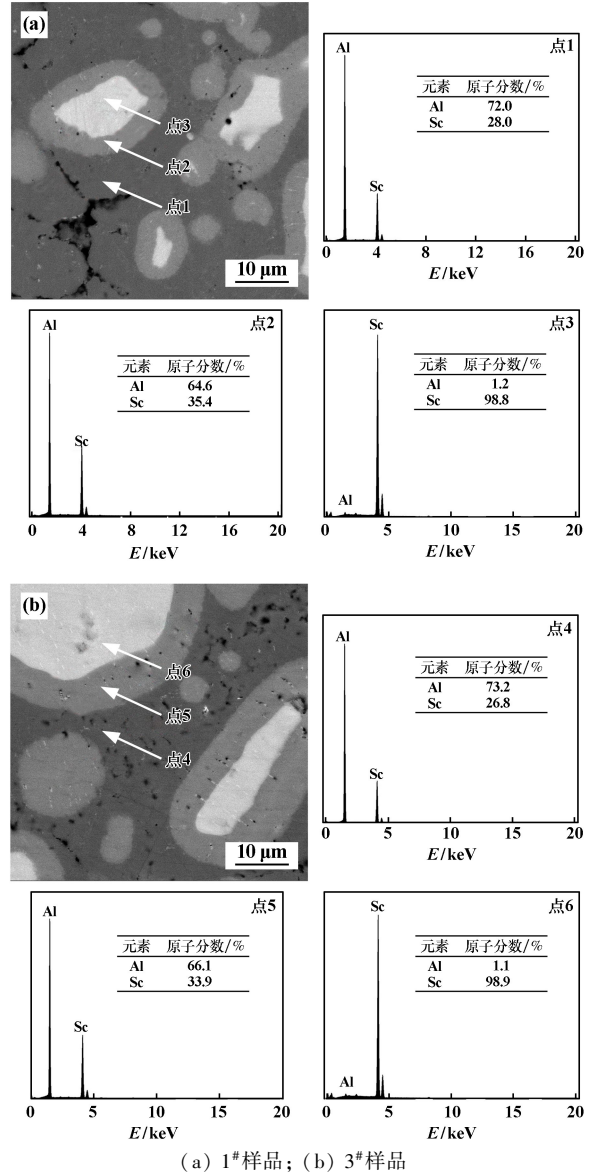 (a)
点3
点2
点1
10 μm
点1
Al
元素 原子分数/%
Al 72.0
Sc 28.0
Sc
0 4 8 12 16 20
E/keV
点2
Al
元素 原子分数/%
Al 64.6
Sc 35.4
Sc
0 4 8 12 16 20
E/keV
点3
Sc
元素 原子分数/%
Al 1.2
Sc 98.8
Al
0 5 10 15 20
E/keV
(b)
点6
点5
点4
10 μm
点4
Al
元素 原子分数/%
Al 73.2
Sc 26.8
Sc
0 5 10 15 20
E/keV
点5
Al
元素 原子分数/%
Al 66.1
Sc 33.9
Sc
0 5 10 15 20
E/keV
点6
Sc
元素 原子分数/%
Al 1.1
Sc 98.9
Al
0 5 10 15 20
E/keV
(a) 1#样品; (b) 3#样品